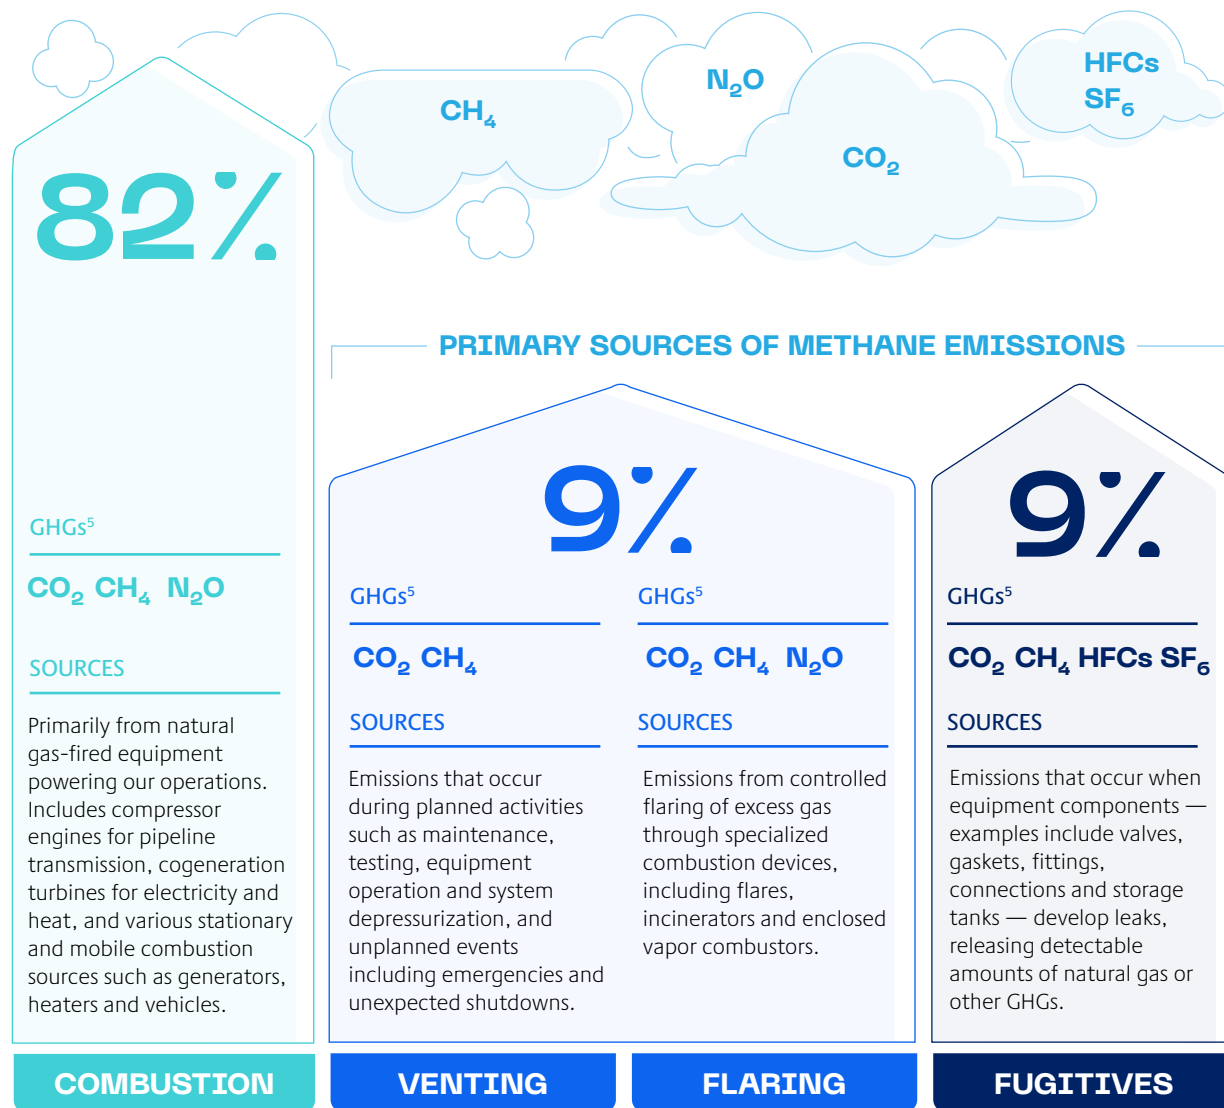 CH₄
N₂O
CO₂
HFCs
SF₆
82%
GHGs⁵
CO₂ CH₄ N₂O
SOURCES
Primarily from natural
gas-fired equipment
powering our operations.
Includes compressor
engines for pipeline
transmission, cogeneration
turbines for electricity and
heat, and various stationary
and mobile combustion
sources such as generators,
heaters and vehicles.
COMBUSTION
PRIMARY SOURCES OF METHANE EMISSIONS
9%
GHGs⁵
CO₂ CH₄
SOURCES
Emissions that occur
during planned activities
such as maintenance,
testing, equipment
operation and system
depressurization, and
unplanned events
including emergencies and
unexpected shutdowns.
VENTING
GHGs⁵
CO₂ CH₄ N₂O
SOURCES
Emissions from controlled
flaring of excess gas
through specialized
combustion devices,
including flares,
incinerators and enclosed
vapor combustors.
FLARING
9%
GHGs⁵
CO₂ CH₄ HFCs SF₆
SOURCES
Emissions that occur when
equipment components —
examples include valves,
gaskets, fittings,
connections and storage
tanks — develop leaks,
releasing detectable
amounts of natural gas or
other GHGs.
FUGITIVES